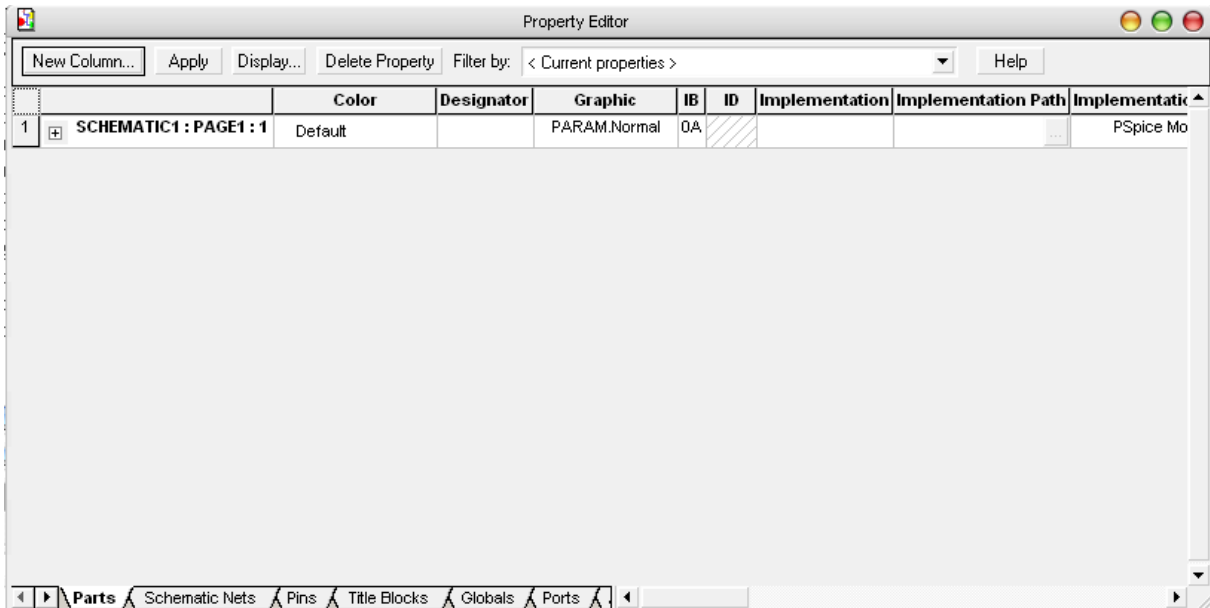 Property Editor
New Column... Apply Display... Delete Property Filter by: < Current properties > Help
Color Designator Graphic IB ID Implementation Implementation Path Implementatic
1 SCHEMATIC1 : PAGE1 : 1 Default PARAM.Normal 0A ... PSpice Mo
Parts Schematic Nets Pins Title Blocks Globals Ports